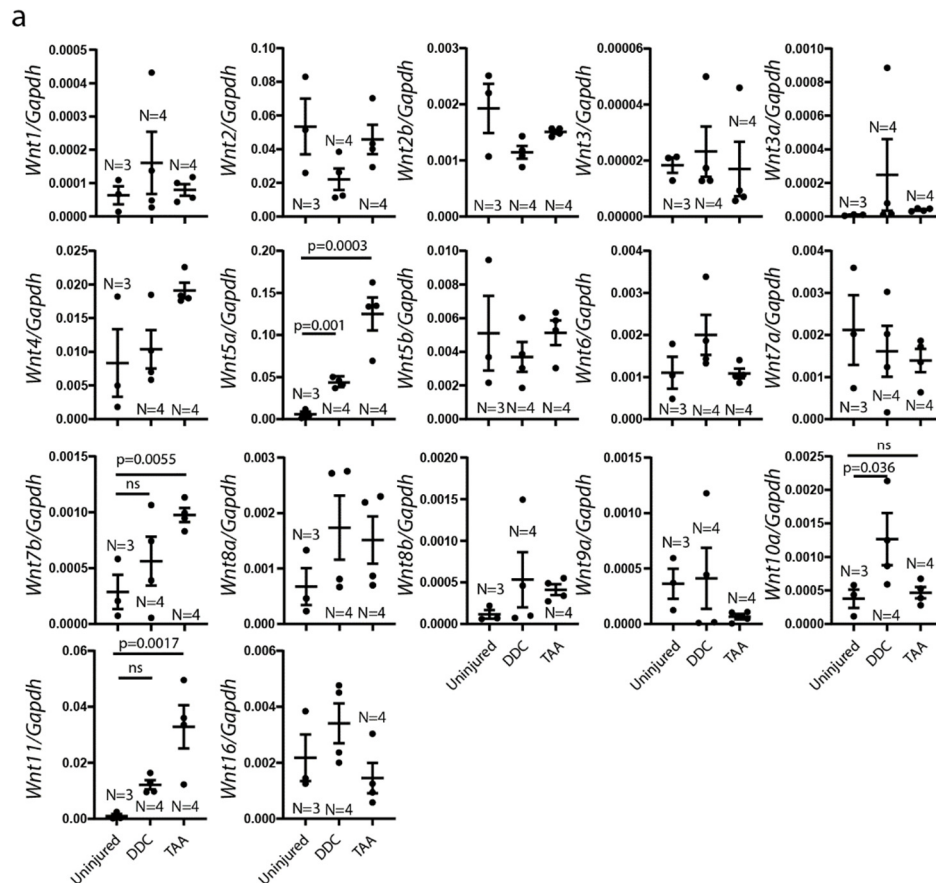 a
Wnt1/Gapdh
0.0005
0.0004
0.0003
0.0002
0.0001
0.0000
N=3
N=4
N=4
Wnt2/Gapdh
0.10
0.08
0.06
0.04
0.02
0.00
N=3
N=4
N=4
Wnt2b/Gapdh
0.003
0.002
0.001
0.000
N=3
N=4
N=4
Wnt3/Gapdh
0.00006
0.00004
0.00002
0.00000
N=3
N=4
N=4
Wnt3a/Gapdh
0.0010
0.0008
0.0006
0.0004
0.0002
0.0000
N=3
N=4
N=4
Wnt4/Gapdh
0.025
0.020
0.015
0.010
0.005
0.000
N=3
N=4
N=4
Wnt5a/Gapdh
0.20
0.15
0.10
0.05
0.00
p=0.0003
p=0.001
N=3
N=4
N=4
Wnt5b/Gapdh
0.010
0.008
0.006
0.004
0.002
0.000
N=3
N=4
N=4
Wnt6/Gapdh
0.004
0.003
0.002
0.001
0.000
N=3
N=4
N=4
Wnt7a/Gapdh
0.004
0.003
0.002
0.001
0.000
N=3
N=4
N=4
Wnt7b/Gapdh
0.0015
0.0010
0.0005
0.0000
p=0.0055
ns
N=3
N=4
N=4
Wnt8a/Gapdh
0.003
0.002
0.001
0.000
N=3
N=4
N=4
Wnt8b/Gapdh
0.0020
0.0015
0.0010
0.0005
0.0000
N=3
N=4
N=4
Uninjured
DDC
TAA
Wnt9a/Gapdh
0.0015
0.0010
0.0005
0.0000
N=3
N=4
N=4
Uninjured
DDC
TAA
Wnt10a/Gapdh
0.0025
0.0020
0.0015
0.0010
0.0005
0.0000
ns
p=0.036
N=3
N=4
N=4
Uninjured
DDC
TAA
Wnt11/Gapdh
0.06
0.04
0.02
0.00
p=0.0017
ns
N=3
N=4
N=4
Uninjured
DDC
TAA
Wnt16/Gapdh
0.006
0.004
0.002
0.000
N=3
N=4
N=4
Uninjured
DDC
TAA